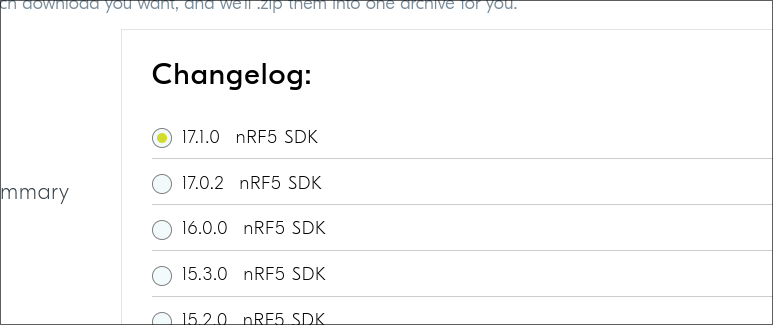 ch download you want, and we'll .zip them into one archive for you.
Changelog:
17.1.0 nRF5 SDK
17.0.2 nRF5 SDK
mmary
16.0.0 nRF5 SDK
15.3.0 nRF5 SDK
15.2.0 nRF5 SDK